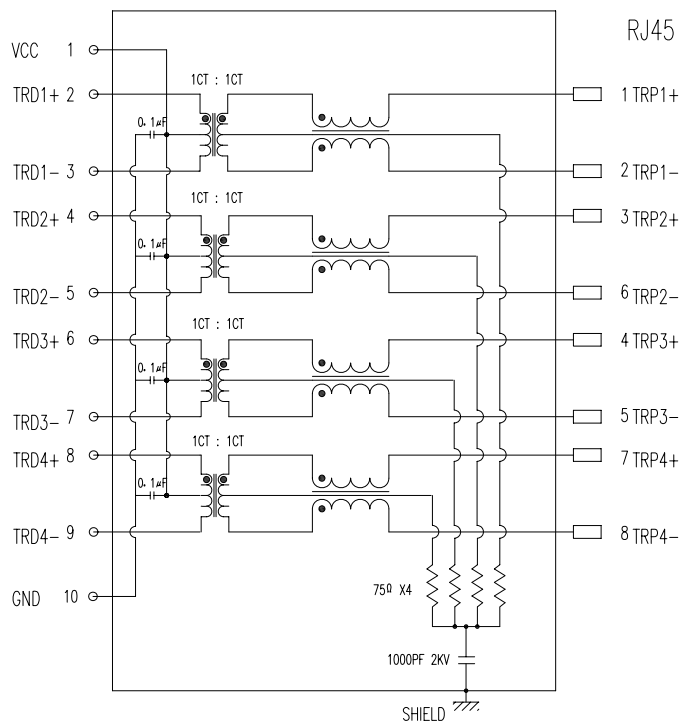 RJ45
VCC 1
1CT : 1CT
TRD1+ 2
1 TRP1+
0.1µF
TRD1- 3
2 TRP1-
1CT : 1CT
TRD2+ 4
3 TRP2+
0.1µF
TRD2- 5
6 TRP2-
1CT : 1CT
TRD3+ 6
4 TRP3+
0.1µF
TRD3- 7
5 TRP3-
1CT : 1CT
TRD4+ 8
7 TRP4+
0.1µF
TRD4- 9
8 TRP4-
75Ω X4
GND 10
1000PF 2KV
SHIELD